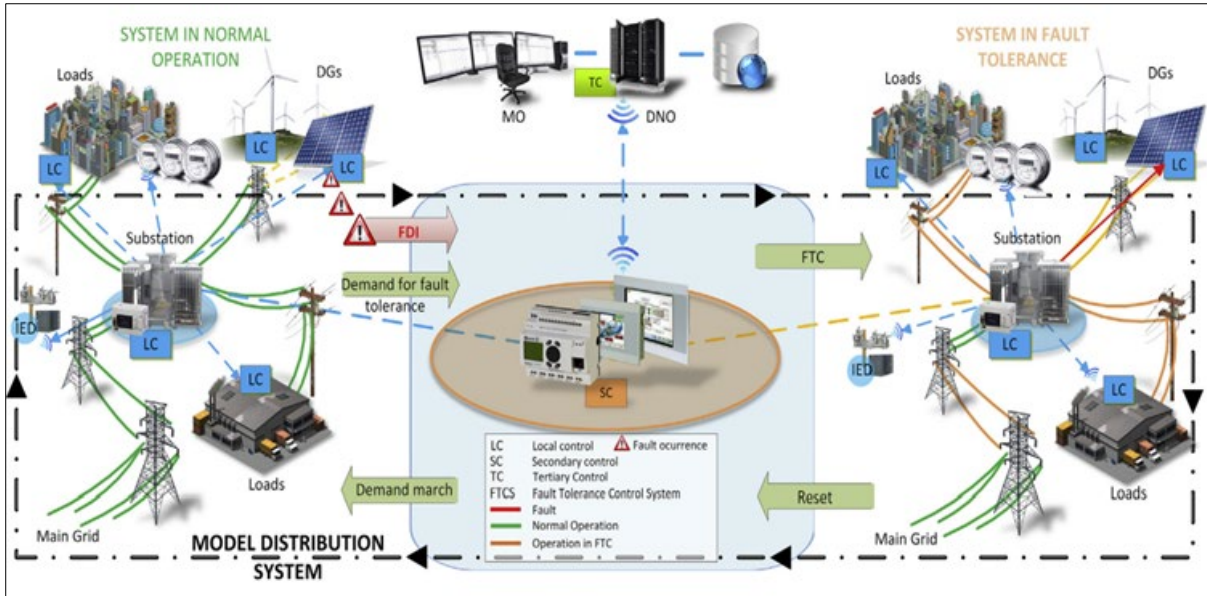 SYSTEM IN NORMAL
OPERATION
Loads
DGs
LC
LC
LC
TC
MO
DNO
SYSTEM IN FAULT
TOLERANCE
Loads
DGs
LC
LC
LC
FDI
Substation
Demand for fault
tolerance
FTC
Substation
IED
LC
LC
SC
IED
LC
LC
LC Local control Fault ocurrence
SC Secondary control
TC Tertiary Control
FTCS Fault Tolerance Control System
Fault
Normal Operation
Operation in FTC
Loads
Demand march
Reset
Loads
Main Grid
Main Grid
MODEL DISTRIBUTION
SYSTEM